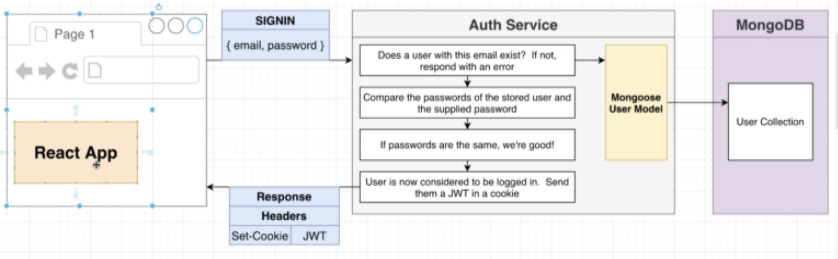 Page 1
React App
SIGNIN
{ email, password }
Auth Service
Does a user with this email exist? If not,
respond with an error
Compare the passwords of the stored user and
the supplied password
If passwords are the same, we're good!
User is now considered to be logged in. Send
them a JWT in a cookie
Mongoose
User Model
MongoDB
User Collection
Response
Headers
Set-Cookie JWT